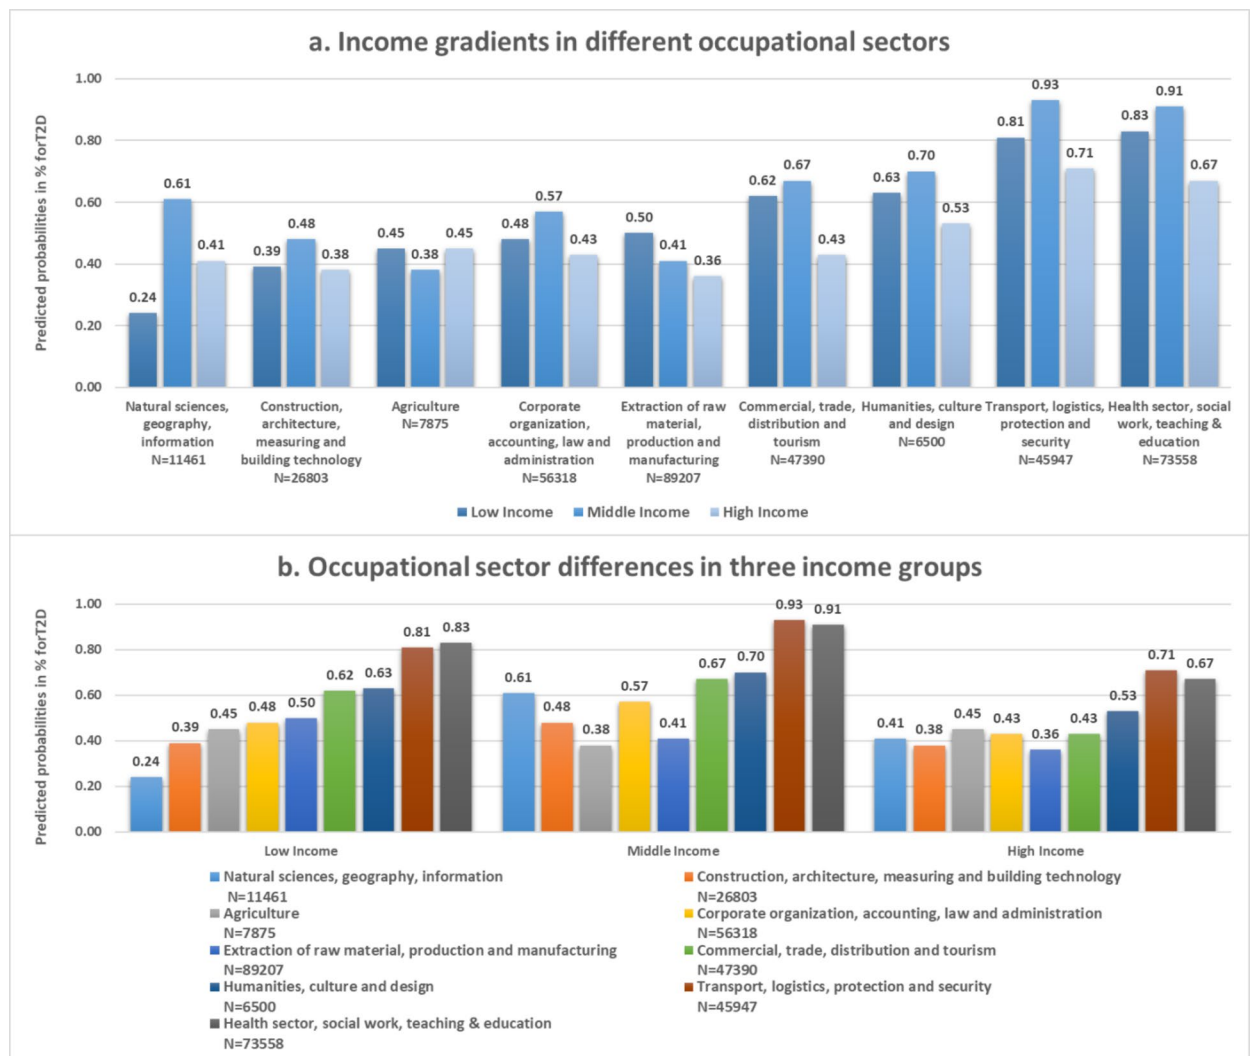 a. Income gradients in different occupational sectors
Predicted probabilities in % forT2D
1.00
0.80
0.60
0.40
0.20
0.00
0.24
0.61
0.41
0.39
0.48
0.38
0.45
0.38
0.45
0.48
0.57
0.43
0.50
0.41
0.36
0.62
0.67
0.43
0.63
0.70
0.53
0.81
0.93
0.71
0.83
0.91
0.67
Natural sciences,
geography,
information
N=11461
Construction,
architecture,
measuring and
building technology
N=26803
Agriculture
N=7875
Corporate
organization,
accounting, law and
administration
N=56318
Extraction of raw
material,
production and
manufacturing
N=89207
Commercial, trade,
distribution and
tourism
N=47390
Humanities, culture
and design
N=6500
Transport, logistics,
protection and
security
N=45947
Health sector, social
work, teaching &
education
N=73558
Low Income
Middle Income
High Income
b. Occupational sector differences in three income groups
Predicted probabilities in % forT2D
1.00
0.80
0.60
0.40
0.20
0.00
0.24
0.39
0.45
0.48
0.50
0.62
0.63
0.81
0.83
0.61
0.48
0.38
0.57
0.41
0.67
0.70
0.93
0.91
0.41
0.38
0.45
0.43
0.36
0.43
0.53
0.71
0.67
Low Income
Middle Income
High Income
Natural sciences, geography, information
N=11461
Construction, architecture, measuring and building technology
N=26803
Agriculture
N=7875
Corporate organization, accounting, law and administration
N=56318
Extraction of raw material, production and manufacturing
N=89207
Commercial, trade, distribution and tourism
N=47390
Humanities, culture and design
N=6500
Transport, logistics, protection and security
N=45947
Health sector, social work, teaching & education
N=73558